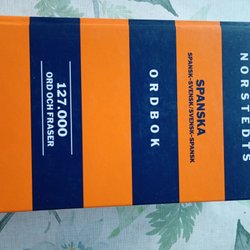 NORSTEDTS
SPANSKA
SPANSK-SVENSK/SVENSK-SPANSK
ORDBOK
127.000
ORD OCH FRASER